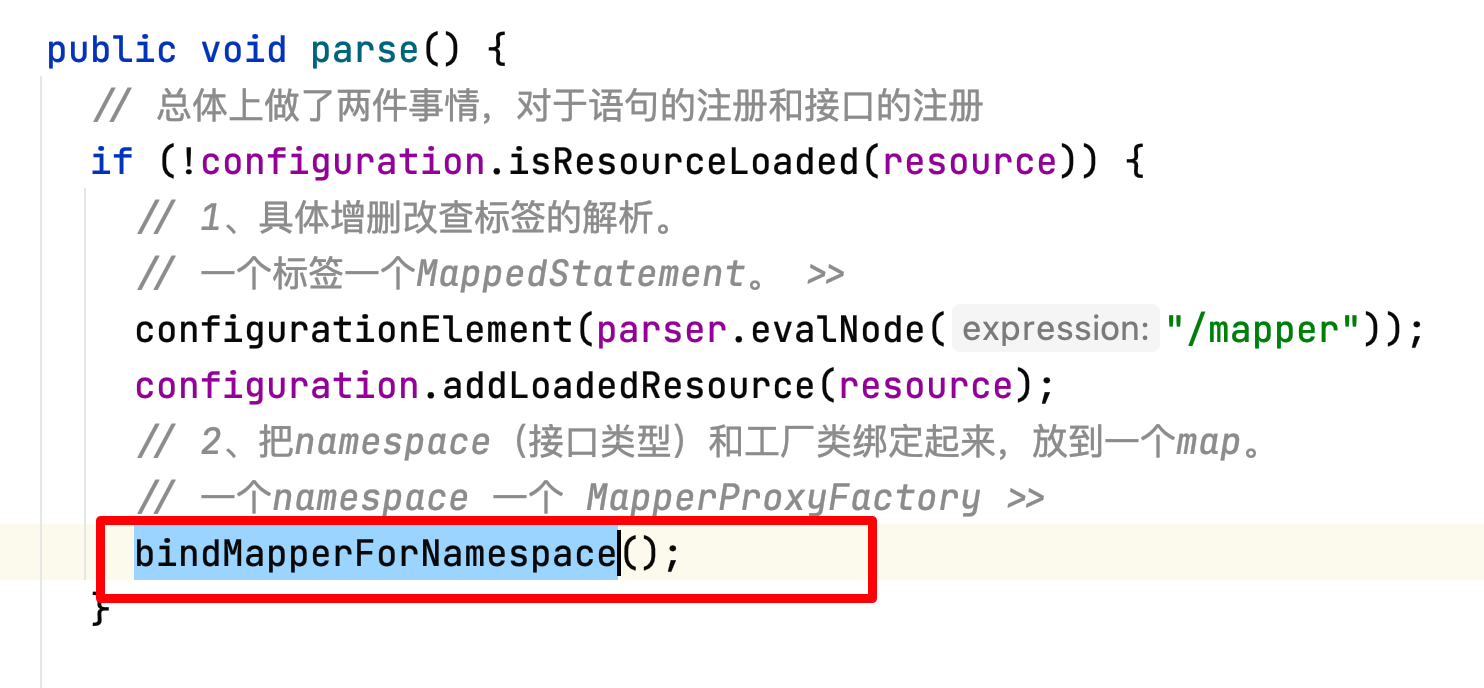 public void parse() {
// 总体上做了两件事情，对于语句的注册和接口的注册
if (!configuration.isResourceLoaded(resource)) {
// 1、具体增删改查标签的解析。
// 一个标签一个MappedStatement。 >>
configurationElement(parser.evalNode( expression: "/mapper"));
configuration.addLoadedResource(resource);
// 2、把namespace（接口类型）和工厂类绑定起来，放到一个map。
// 一个namespace 一个 MapperProxyFactory >>
bindMapperForNamespace();
}